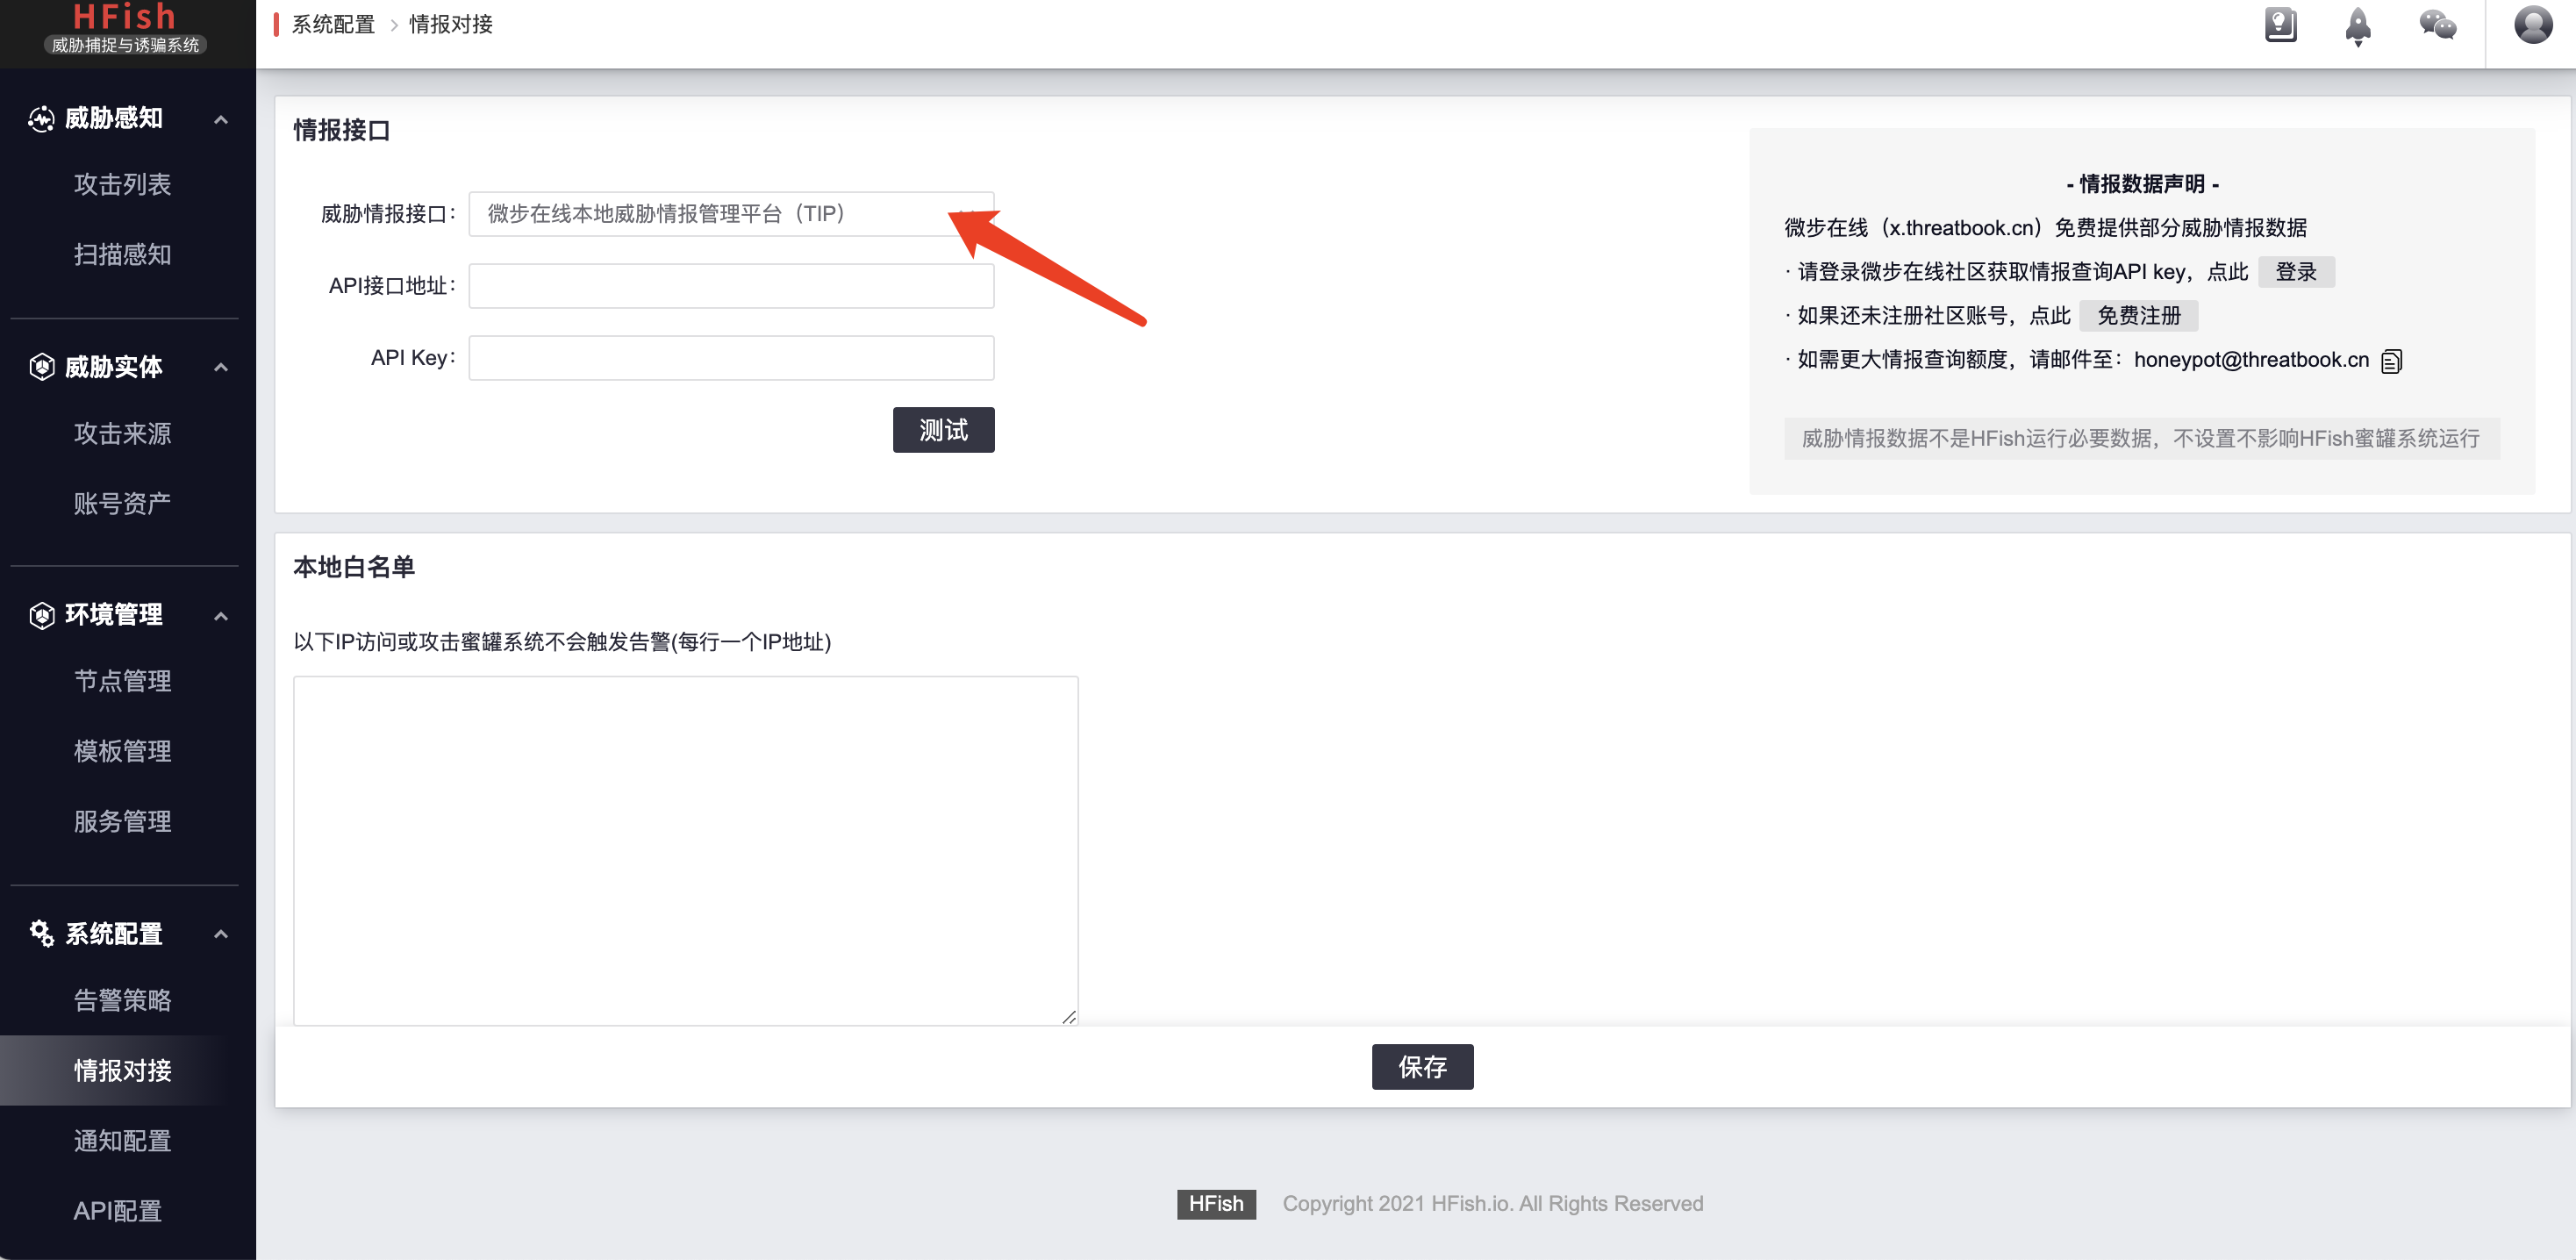 HFish
威胁捕捉与诱骗系统
系统配置 > 情报对接
威胁感知
攻击列表
扫描感知
威胁实体
攻击来源
账号资产
环境管理
节点管理
模板管理
服务管理
系统配置
告警策略
情报对接
通知配置
API配置
情报接口
威胁情报接口：
微步在线本地威胁情报管理平台（TIP）
API接口地址：
API Key：
测试
- 情报数据声明 -
微步在线（x.threatbook.cn）免费提供部分威胁情报数据
· 请登录微步在线社区获取情报查询API key，点此 登录
· 如果还未注册社区账号，点此 免费注册
· 如需更大情报查询额度，请邮件至：honeypot@threatbook.cn
威胁情报数据不是HFish运行必要数据，不设置不影响HFish蜜罐系统运行
本地白名单
以下IP访问或攻击蜜罐系统不会触发告警(每行一个IP地址)
保存
HFish Copyright 2021 HFish.io. All Rights Reserved